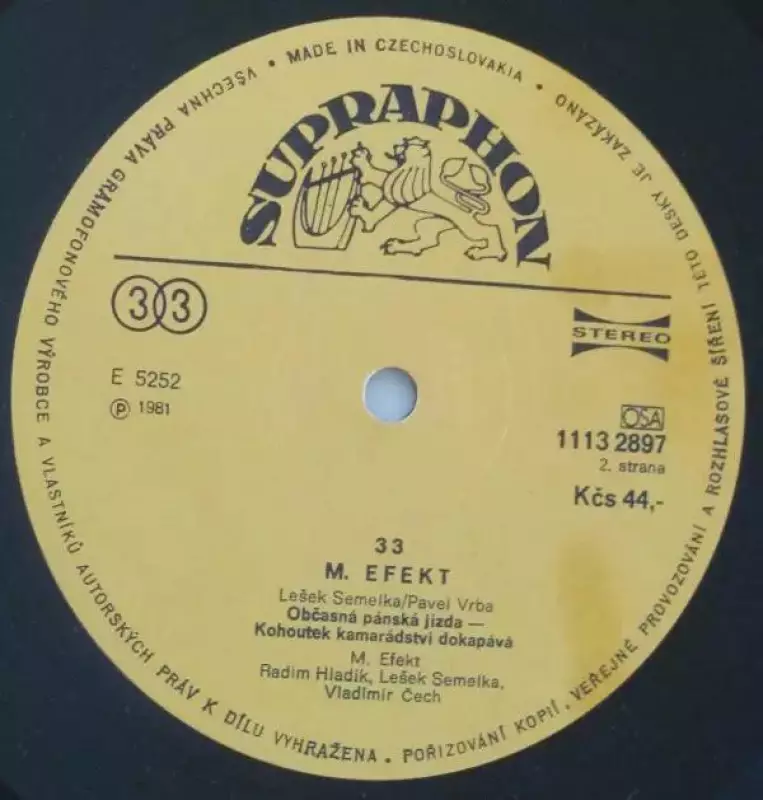 VŠECHNA PRÁVA GRAMOFONOVÉHO VÝROBCE A VLASTNÍKŮ AUTORSKÝCH PRÁV K DÍLU VYHRAŽENA • POŘIZOVÁNÍ KOPIÍ, VEŘEJNÉ PROVOZOVÁNÍ A ROZHLASOVÉ ŠÍŘENÍ TÉTO DESKY JE ZAKÁZÁNO •
MADE IN CZECHOSLOVAKIA •
SUPRAPHON
33
STEREO
E 5252
Ⓟ 1981
OSA
1113 2897
2. strana
Kčs 44,-
33
M. EFEKT
Lešek Semelka/Pavel Vrba
Občasná pánská jízda —
Kohoutek kamarádství dokapává
M. Efekt
Radim Hladík, Lešek Semelka,
Vladimír Čech